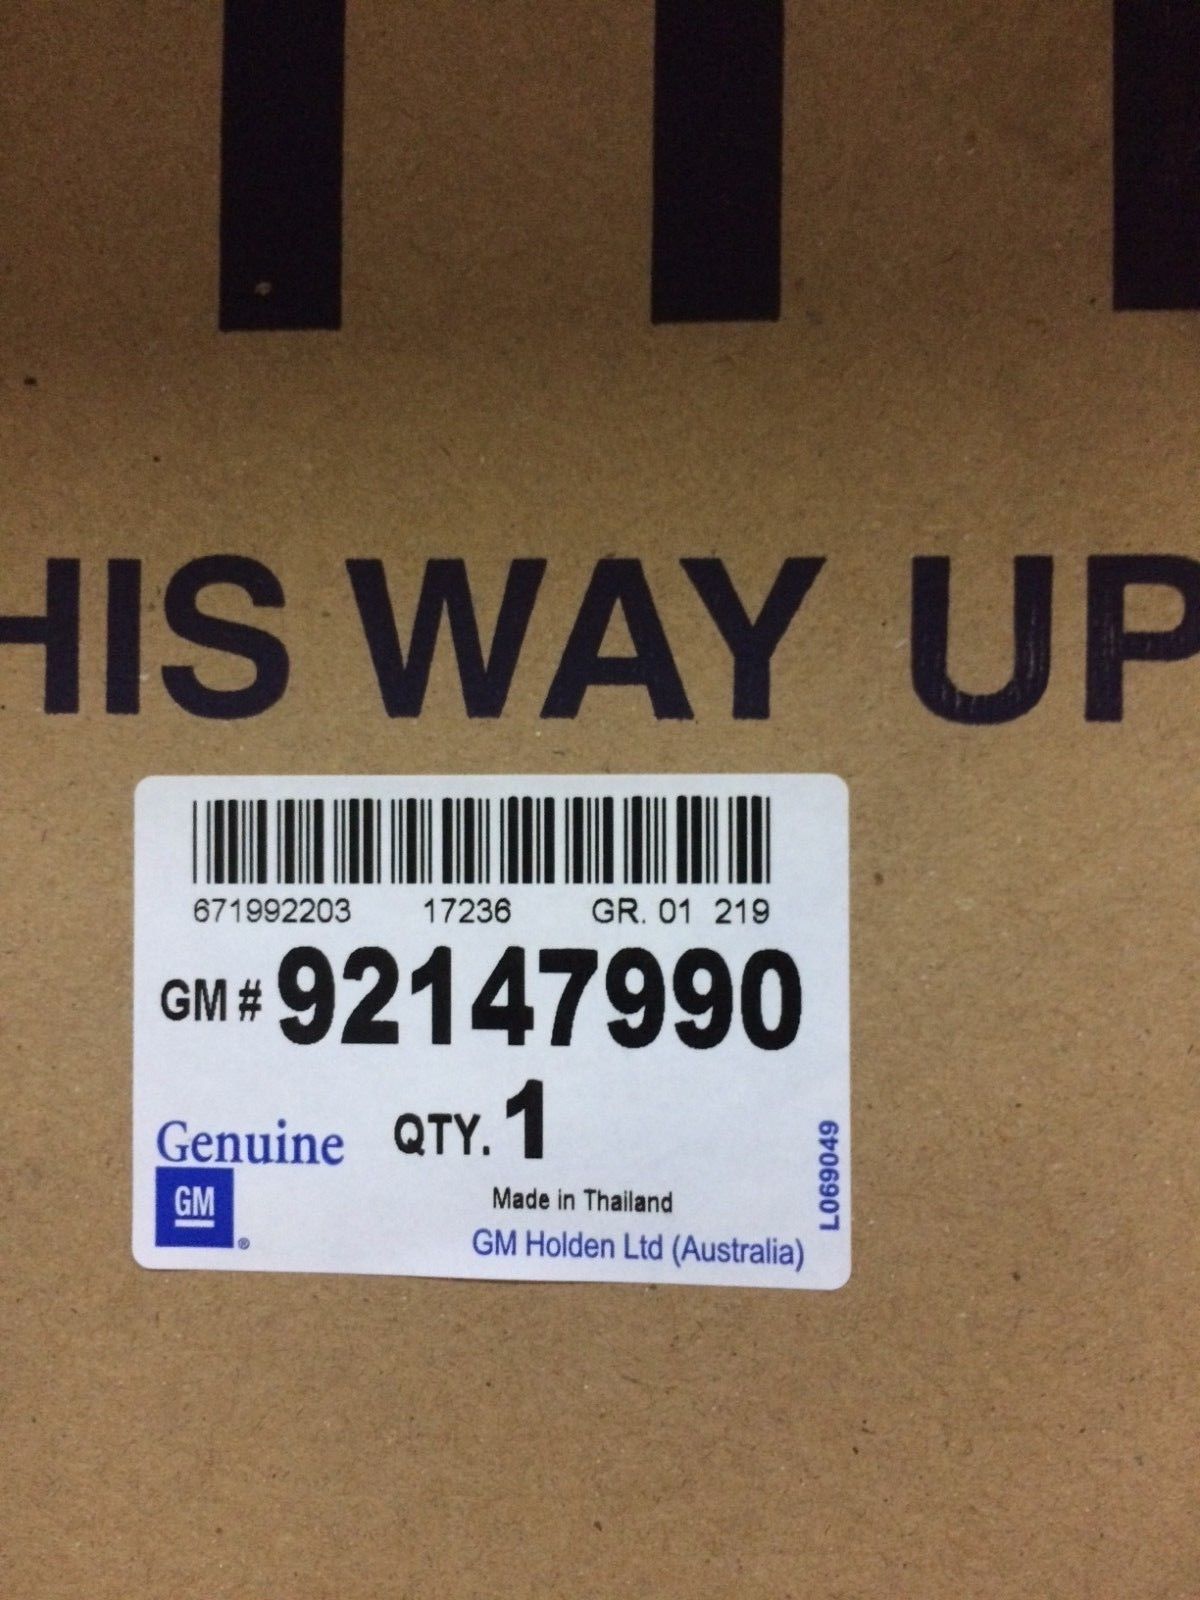 HIS WAY UP
671992203 17236 GR. 01 219
GM # 92147990
QTY. 1
Genuine
GM
®
Made in Thailand
GM Holden Ltd (Australia)
L069049